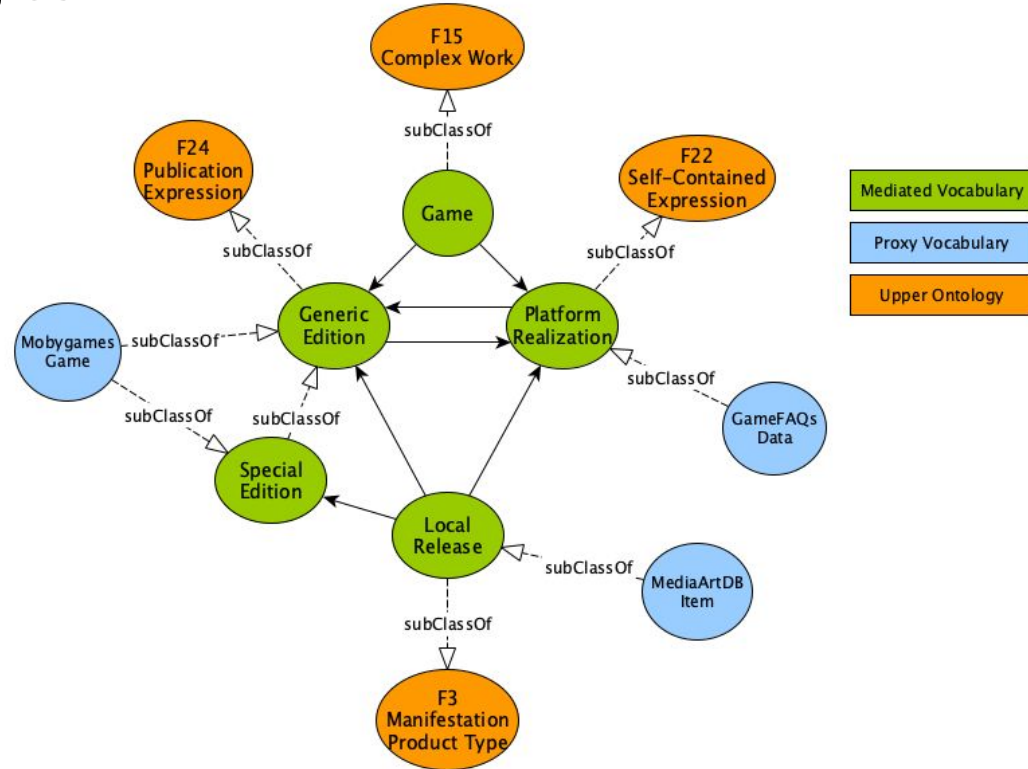 F15
Complex Work
subClassOf
F24
Publication
Expression
F22
Self-Contained
Expression
Game
subClassOf
subClassOf
Generic
Edition
Platform
Realization
Mobygames
Game
subClassOf
subClassOf
subClassOf
subClassOf
GameFAQs
Data
Special
Edition
Local
Release
subClassOf
MediaArtDB
Item
subClassOf
F3
Manifestation
Product Type
Mediated Vocabulary
Proxy Vocabulary
Upper Ontology